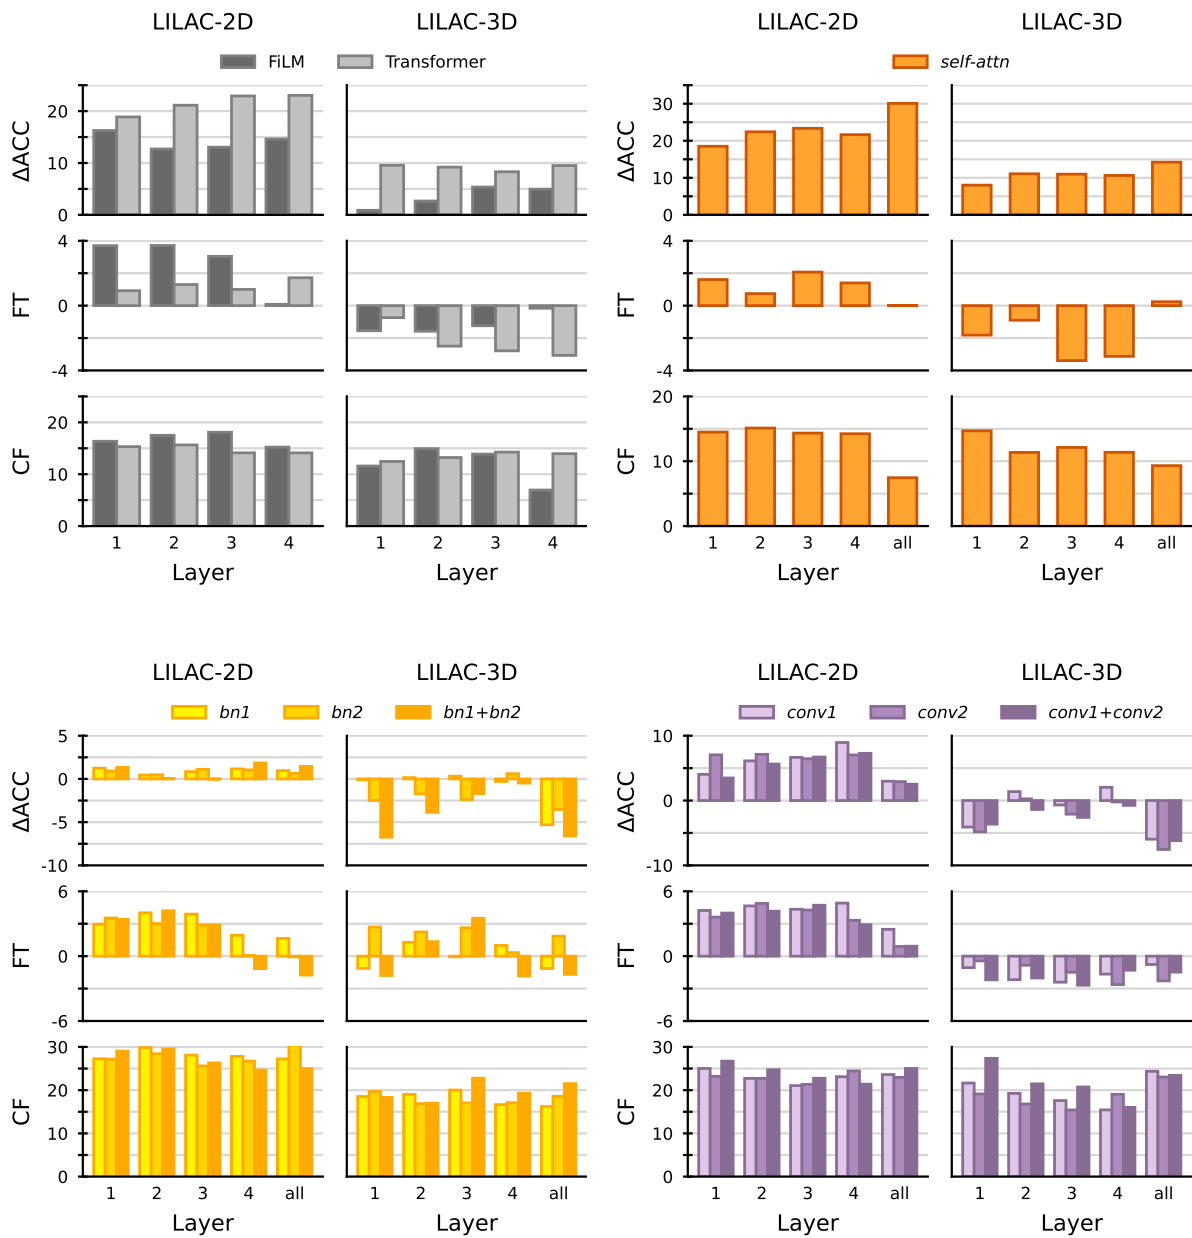 LILAC-2D LILAC-3D
FiLM Transformer
ΔACC
20
10
0
FT
4
0
-4
CF
20
10
0
1 2 3 4 1 2 3 4
Layer Layer
LILAC-2D LILAC-3D
self-attn
ΔACC
30
20
10
0
FT
4
0
-4
CF
20
10
0
1 2 3 4 all 1 2 3 4 all
Layer Layer
LILAC-2D LILAC-3D
bn1 bn2 bn1+bn2
ΔACC
5
0
-5
-10
FT
6
0
-6
CF
30
20
10
0
1 2 3 4 all 1 2 3 4 all
Layer Layer
LILAC-2D LILAC-3D
conv1 conv2 conv1+conv2
ΔACC
10
0
-10
FT
6
0
-6
CF
30
20
10
0
1 2 3 4 all 1 2 3 4 all
Layer Layer